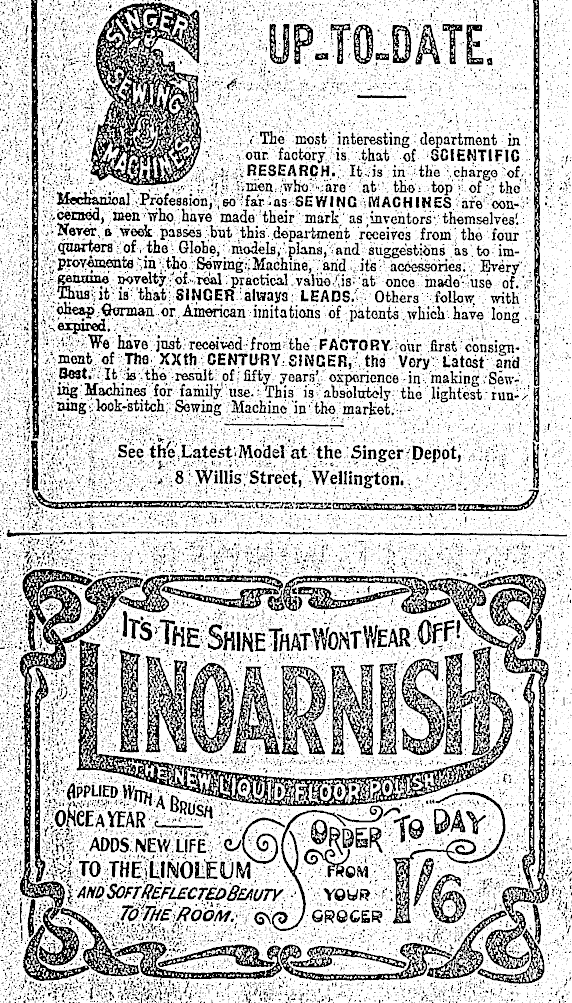 SINGER
SEWING
MACHINES
UP-TO-DATE.
The most interesting department in
our factory is that of SCIENTIFIC
RESEARCH. It is in the charge of
men who are at the top of the
Mechanical Profession, so far as SEWING MACHINES are con-
cerned, men who have made their mark as inventors themselves.
Never a week passes but this department receives from the four
quarters of the Globe, models, plans, and suggestions as to im-
provements in the Sewing Machine, and its accessories. Every
genuine novelty of real practical value is at once made use of.
Thus it is that SINGER always LEADS. Others follow with
cheap German or American imitations of patents which have long
expired.
We have just received from the FACTORY our first consign-
ment of The XXth CENTURY SINGER, the Very Latest and
Best. It is the result of fifty years' experience in making Sew-
ing Machines for family use. This is absolutely the lightest run-
ning lock-stitch Sewing Machine in the market.
See the Latest Model at the Singer Depot,
8 Willis Street, Wellington.
IT'S THE SHINE THAT WONT WEAR OFF!
LINOARNISH
THE NEW LIQUID FLOOR POLISH
APPLIED WITH A BRUSH
ONCE A YEAR
ADDS NEW LIFE
TO THE LINOLEUM
AND SOFT REFLECTED BEAUTY
TO THE ROOM.
ORDER TO DAY
FROM
YOUR
GROCER
1/6